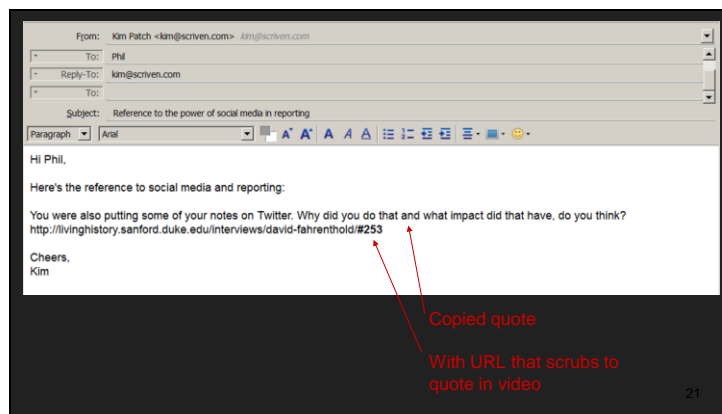 From: Kim Patch <kim@scriven.com> kim@scriven.com
To: Phil
Reply-To: kim@scriven.com
To:
Subject: Reference to the power of social media in reporting
Paragraph Arial
Hi Phil,
Here's the reference to social media and reporting:
You were also putting some of your notes on Twitter. Why did you do that and what impact did that have, do you think?
http://livinghistory.sanford.duke.edu/interviews/david-fahrenthold/#253
Cheers,
Kim
Copied quote
With URL that scrubs to
quote in video
21